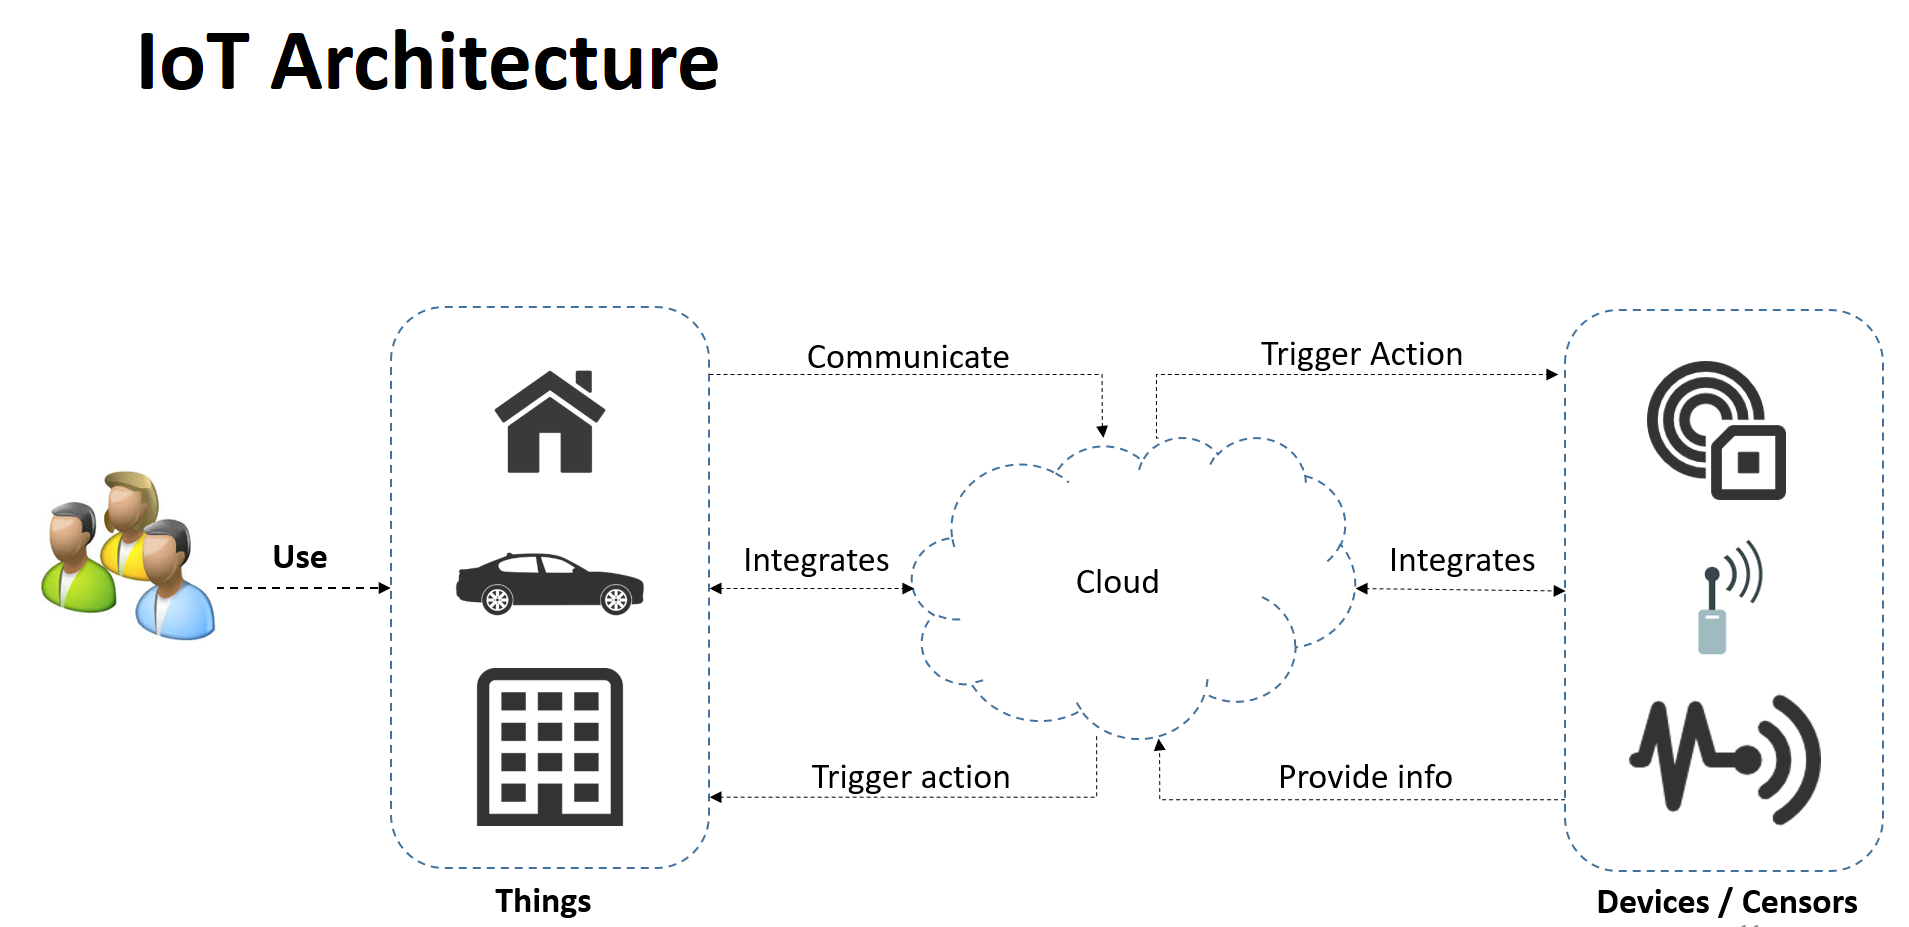 IoT Architecture
Communicate
Trigger Action
Use
Integrates
Cloud
Integrates
Trigger action
Provide info
Things
Devices / Censors